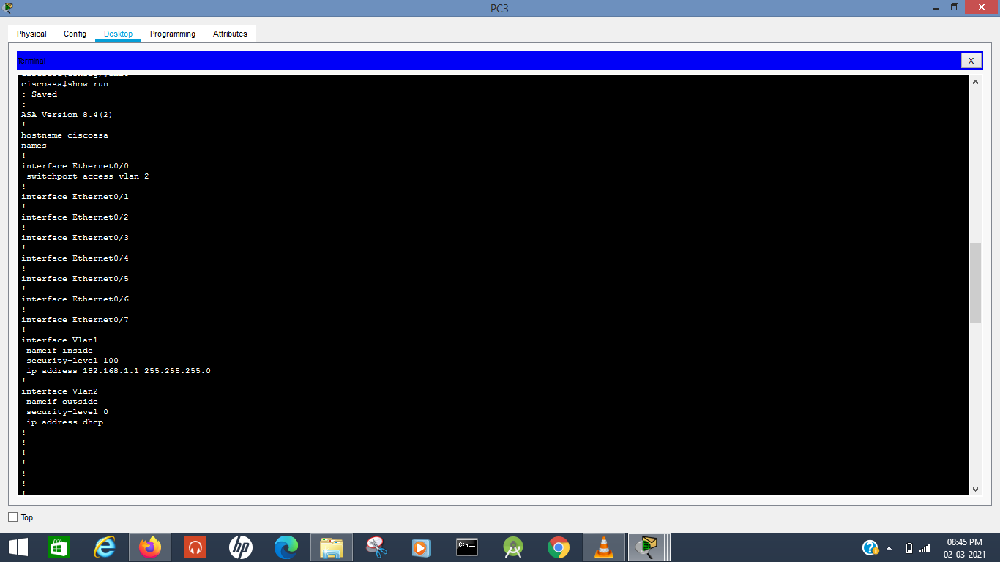 PC3
Physical Config Desktop Programming Attributes
Terminal
X
ciscoasa#show run
: Saved
:
ASA Version 8.4(2)
!
hostname ciscoasa
names
!
interface Ethernet0/0
 switchport access vlan 2
!
interface Ethernet0/1
!
interface Ethernet0/2
!
interface Ethernet0/3
!
interface Ethernet0/4
!
interface Ethernet0/5
!
interface Ethernet0/6
!
interface Ethernet0/7
!
interface Vlan1
 nameif inside
 security-level 100
 ip address 192.168.1.1 255.255.255.0
!
interface Vlan2
 nameif outside
 security-level 0
 ip address dhcp
!
!
!
!
!
!
!
Top
08:45 PM
02-03-2021